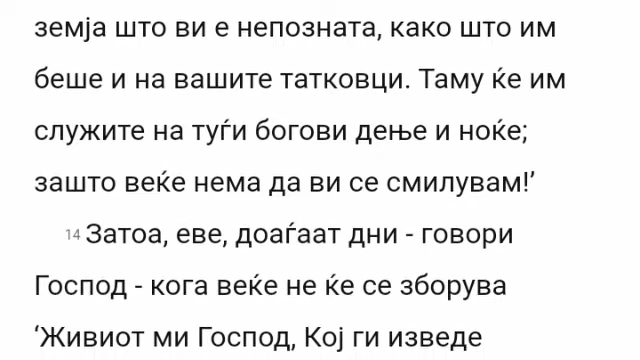 земја што ви е непозната, како што им
беше и на вашите татковци. Таму ќе им
служите на туѓи богови дење и ноќе;
зашто веќе нема да ви се смилувам!’
14 Затоа, еве, доаѓаат дни - говори
Господ - кога веќе не ќе се зборува
‘Живиот ми Господ, Кој ги изведе